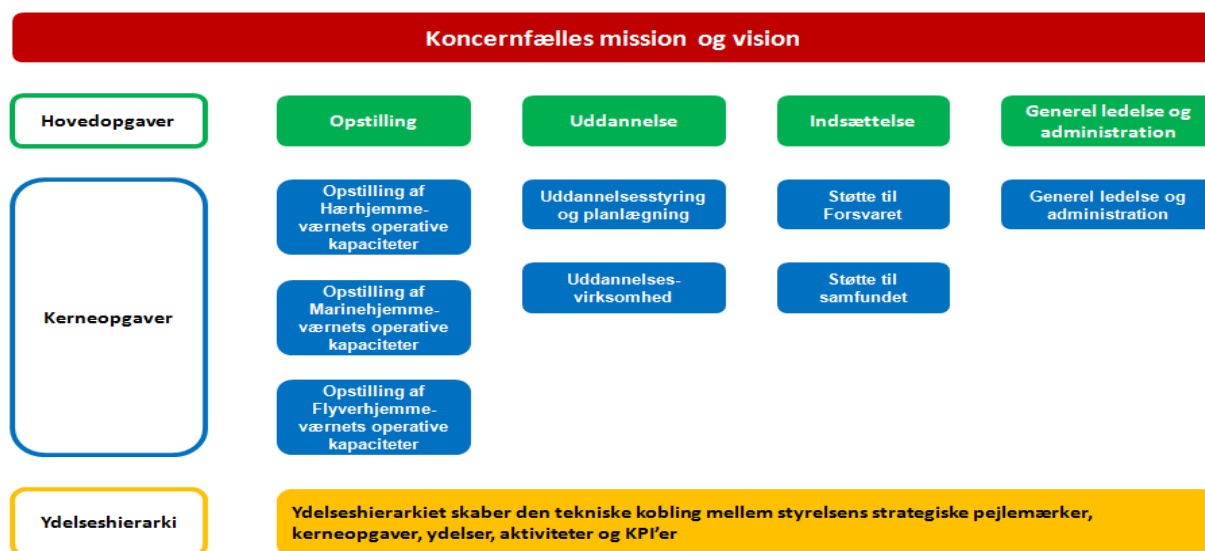 Koncernfælles mission og vision
Hovedopgaver
Opstilling
Uddannelse
Indsættelse
Generel ledelse og
administration
Kerneopgaver
Opstilling af
Hærhjemme-
værnets operative
kapaciteter
Opstilling af
Marinehjemme-
værnets operative
kapaciteter
Opstilling af
Flyverhjemme-
værnets operative
kapaciteter
Uddannelsesstyring
og planlægning
Uddannelses-
virksomhed
Støtte til
Forsvaret
Støtte til
samfundet
Generel ledelse og
administration
Ydelseshierarki
Ydelseshierarkiet skaber den tekniske kobling mellem styrelsens strategiske pejlemærker,
kerneopgaver, ydelser, aktiviteter og KPI’er